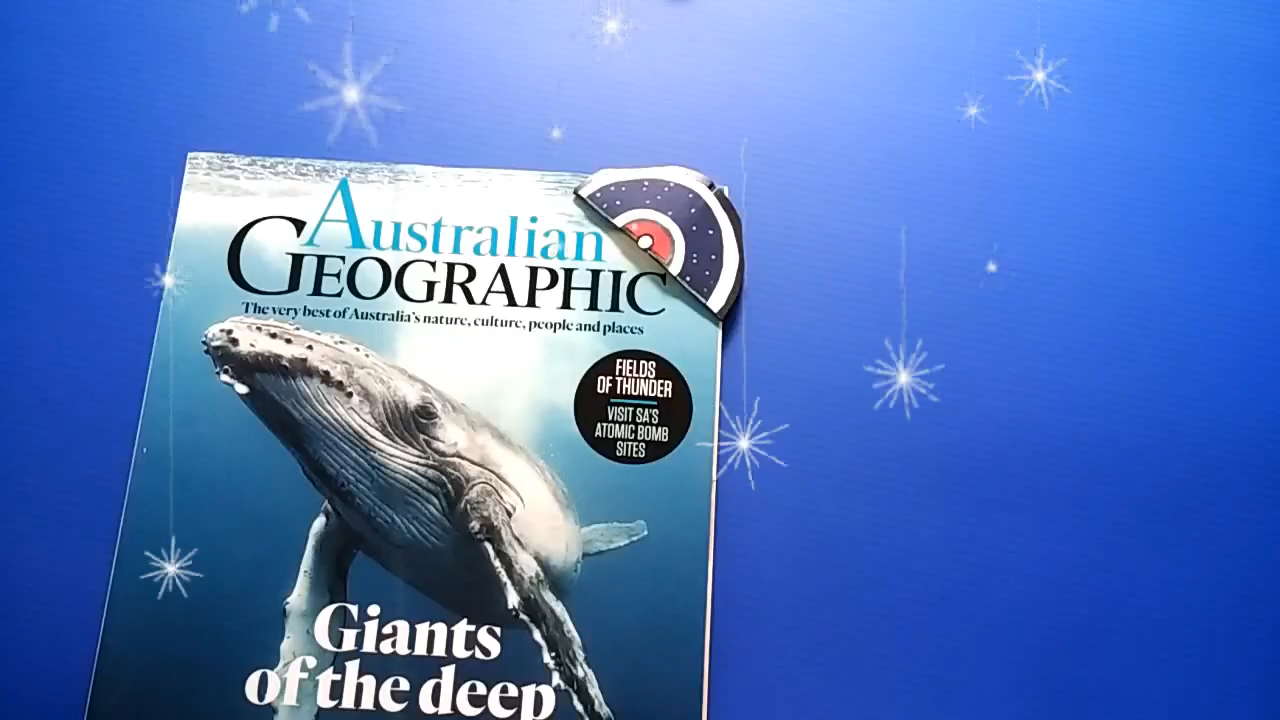 Australian
GEOGRAPHIC
The very best of Australia's nature, culture, people and places
FIELDS
OF THUNDER
VISIT SA'S
ATOMIC BOMB
SITES
Giants
of the deep